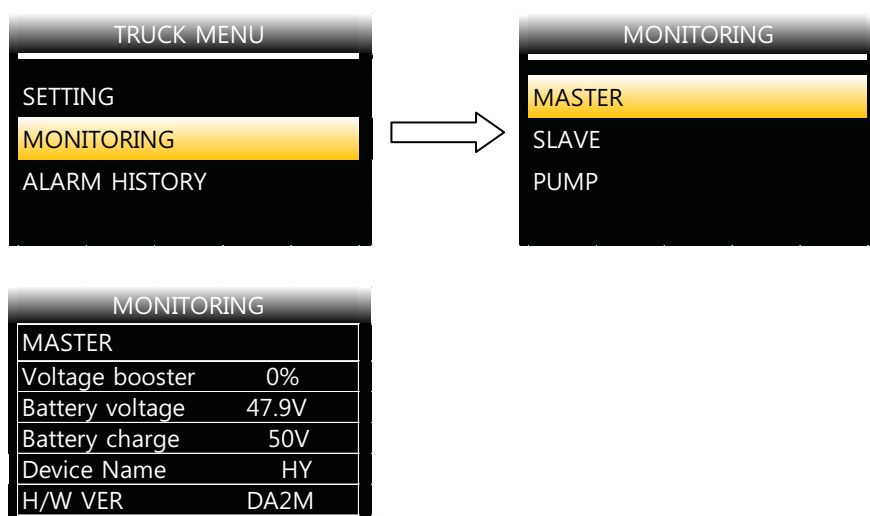 TRUCK MENU
SETTING
MONITORING
ALARM HISTORY
MONITORING
MASTER
SLAVE
PUMP
MONITORING
MASTER
Voltage booster 0%
Battery voltage 47.9V
Battery charge 50V
Device Name HY
H/W VER DA2M